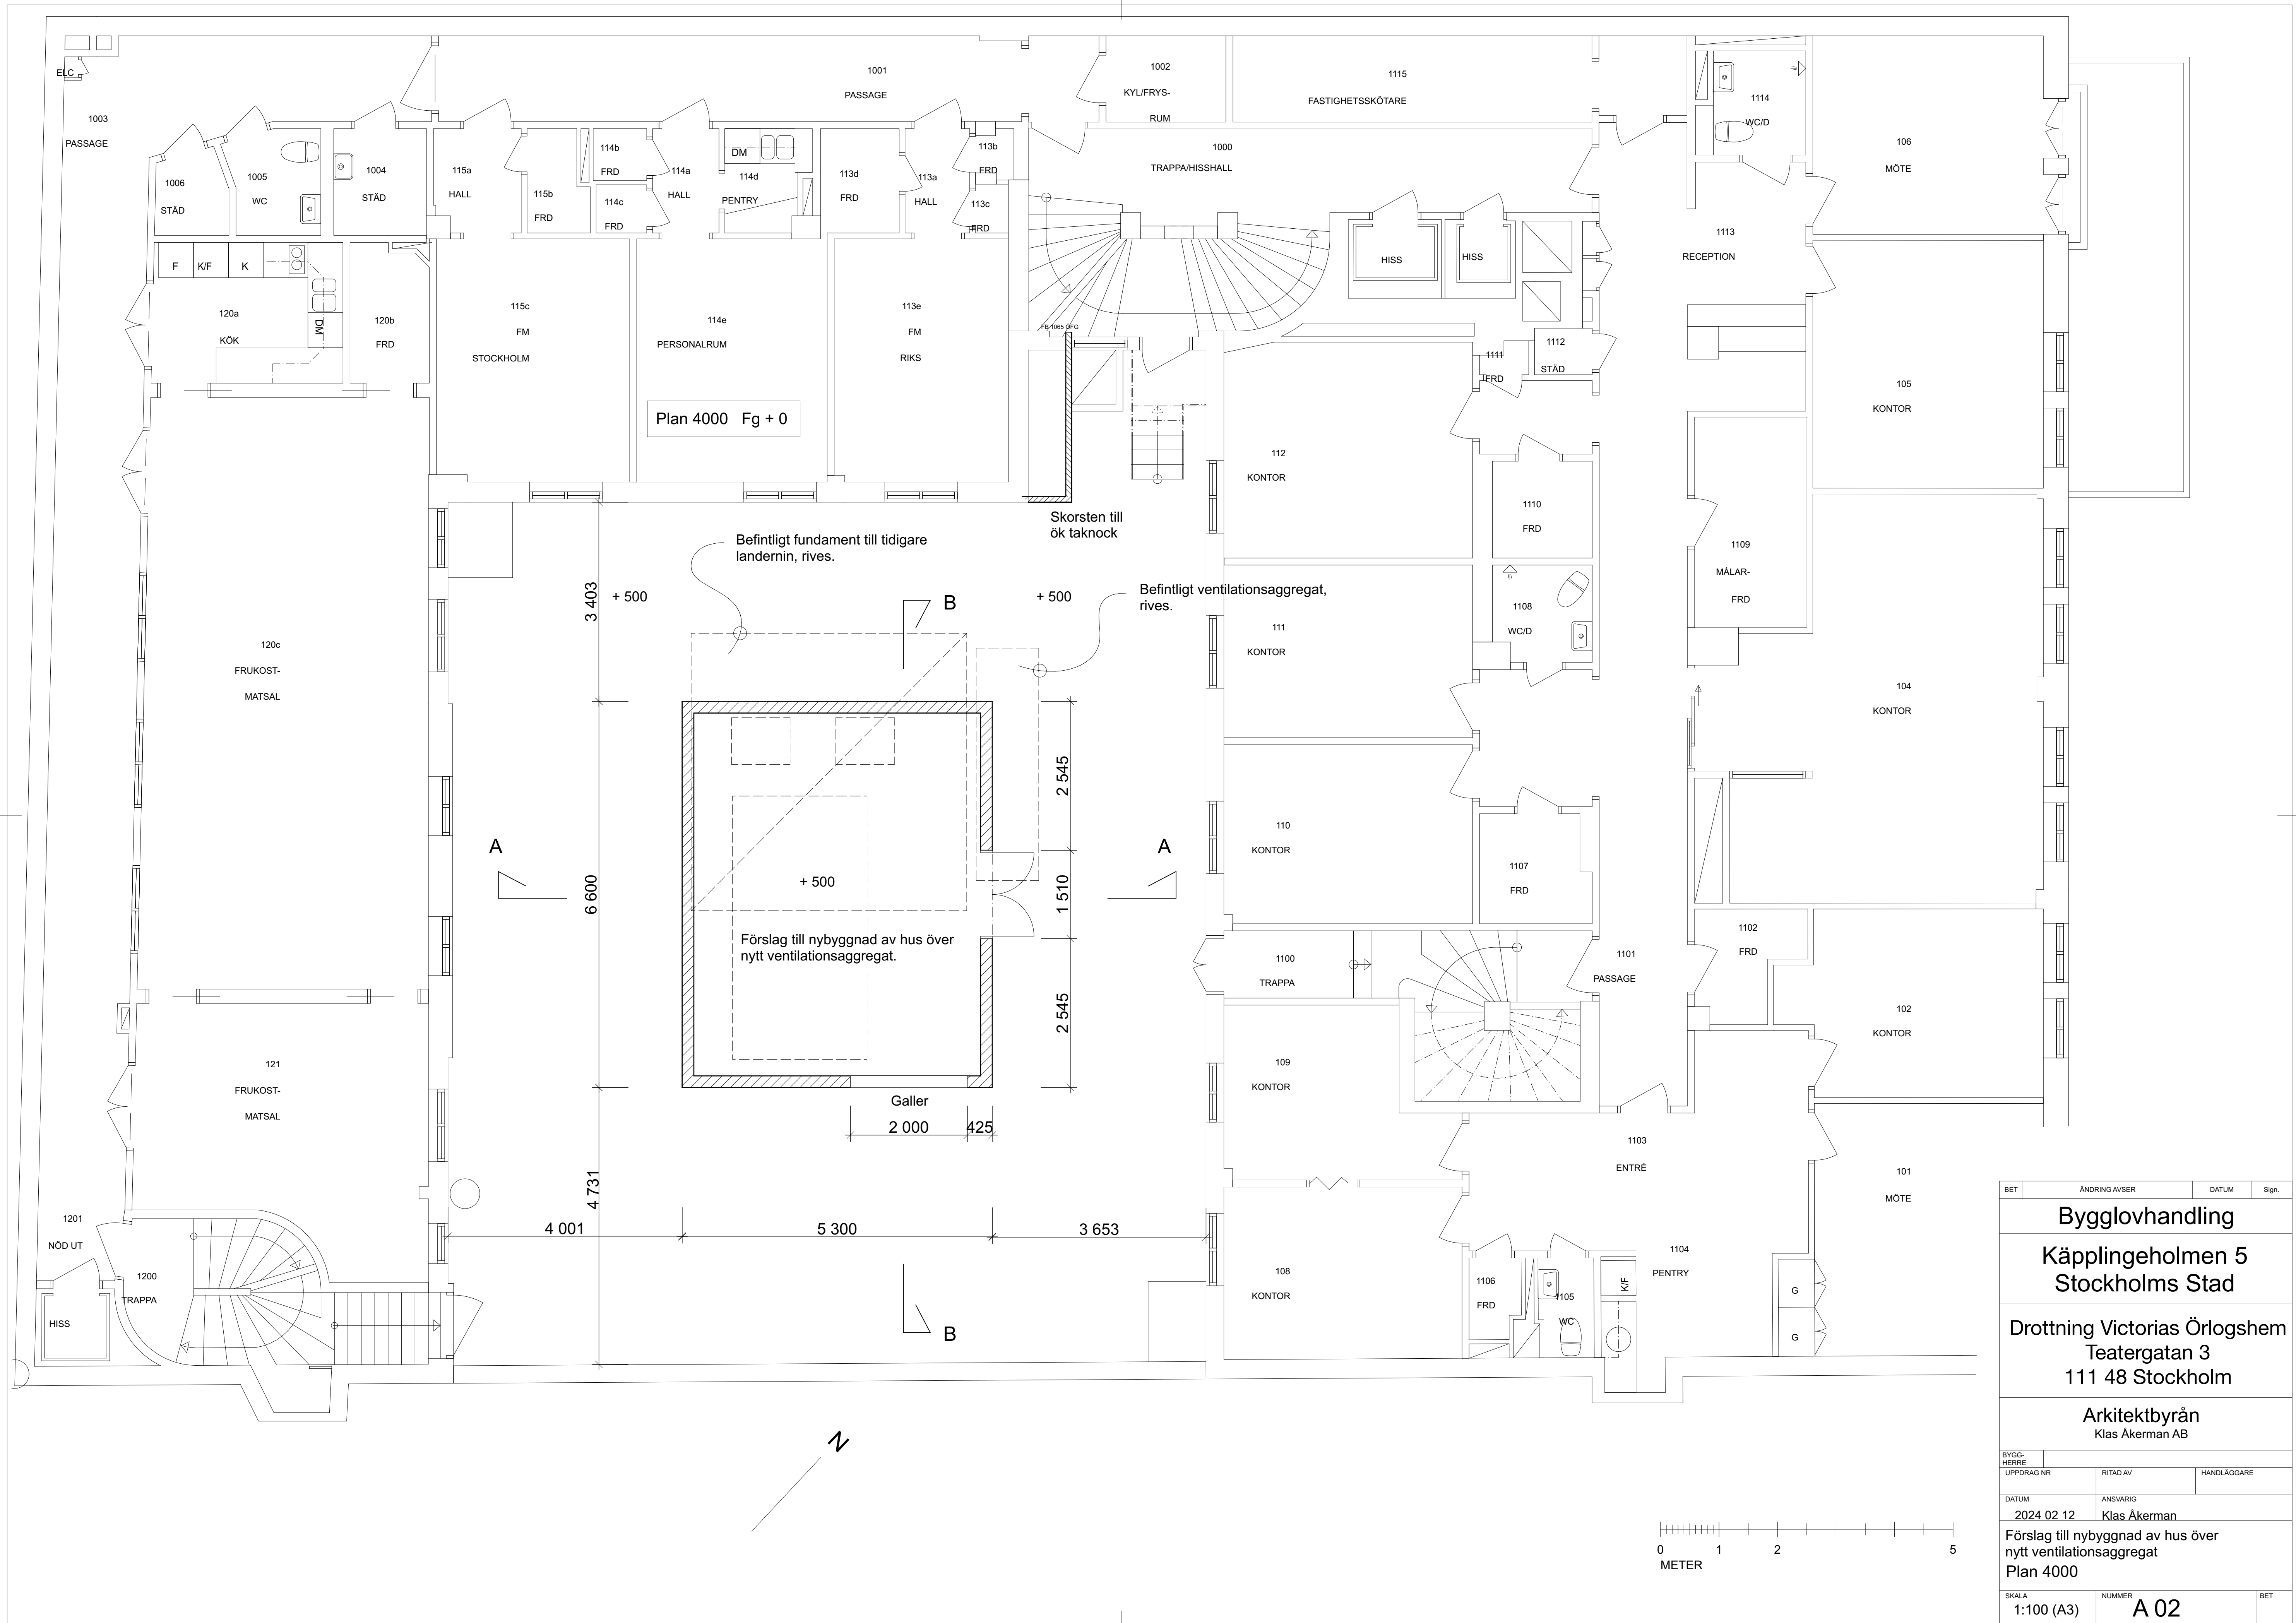 ELC
1003
PASSAGE
1001
PASSAGE
1002
KYL/FRYS-
RUM
1115
FASTIGHETSSKÖTARE
1114
WC/D
106
MÖTE
1006
STÄD
1005
WC
1004
STÄD
115a
HALL
115b
FRD
114b
FRD
114c
FRD
114a
HALL
DM
114d
PENTRY
113d
FRD
113a
HALL
113b
FRD
113c
FRD
1000
TRAPPA/HISSHALL
HISS
HISS
1113
RECEPTION
F
K/F
K
DM
120a
KÖK
120b
FRD
115c
FM
STOCKHOLM
114e
PERSONALRUM
113e
FM
RIKS
FB 1065 OFG
1111
FRD
1112
STÄD
105
KONTOR
Plan 4000 Fg + 0
112
KONTOR
1110
FRD
1109
MÅLAR-
FRD
Skorsten till
ök taknock
Befintligt fundament till tidigare
landernin, rives.
Befintligt ventilationsaggregat,
rives.
3 403
+ 500
B
+ 500
120c
FRUKOST-
MATSAL
111
KONTOR
1108
WC/D
104
KONTOR
2 545
A
A
6 600
+ 500
1 510
110
KONTOR
1107
FRD
Förslag till nybyggnad av hus över
nytt ventilationsaggregat.
2 545
1100
TRAPPA
1101
PASSAGE
1102
FRD
102
KONTOR
121
FRUKOST-
MATSAL
109
KONTOR
Galler
2 000
425
1103
ENTRÉ
101
MÖTE
4 731
4 001
5 300
3 653
1201
NÖD UT
1200
TRAPPA
HISS
B
108
KONTOR
1106
FRD
1105
WC
K/F
1104
PENTRY
G
G
N
0
1
2
5
METER
BET
ÄNDRING AVSER
DATUM
Sign.
Bygglovhandling
Käpplingeholmen 5
Stockholms Stad
Drottning Victorias Örlogshem
Teatergatan 3
111 48 Stockholm
Arkitektbyrån
Klas Åkerman AB
BYGG-
HERRE
UPPDRAG NR
RITAD AV
HANDLÄGGARE
DATUM
2024 02 12
ANSVARIG
Klas Åkerman
Förslag till nybyggnad av hus över
nytt ventilationsaggregat
Plan 4000
SKALA
1:100 (A3)
NUMMER
A 02
BET